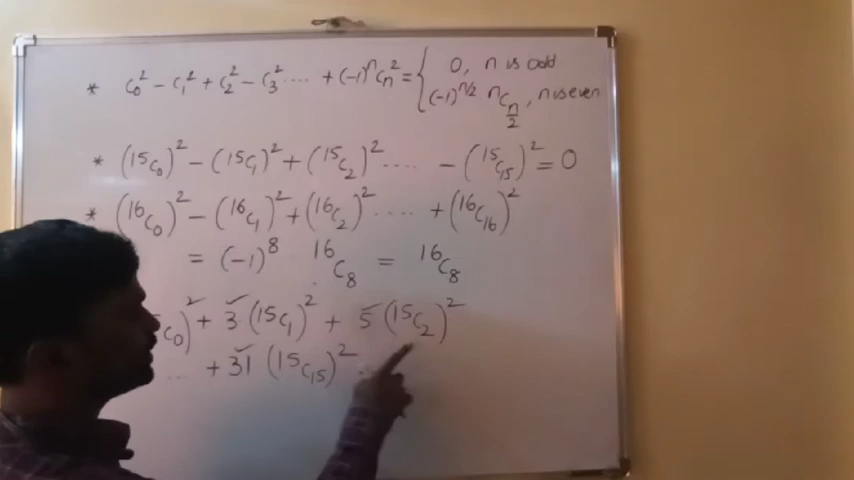 * C₀² - C₁² + C₂² - C₃² .... + (-1)ⁿ Cₙ² = { 0, n is odd
(-1)^{n/2} ⁿC_{n/2}, n is even
* (¹⁵C₀)² - (¹⁵C₁)² + (¹⁵C₂)² .... - (¹⁵C₁₅)² = 0
* (¹⁶C₀)² - (¹⁶C₁)² + (¹⁶C₂)² .... + (¹⁶C₁₆)²
= (-1)⁸ ¹⁶C₈ = ¹⁶C₈
C₀)² + 3 (¹⁵C₁)² + 5 (¹⁵C₂)²
... + 31 (¹⁵C₁₅)²